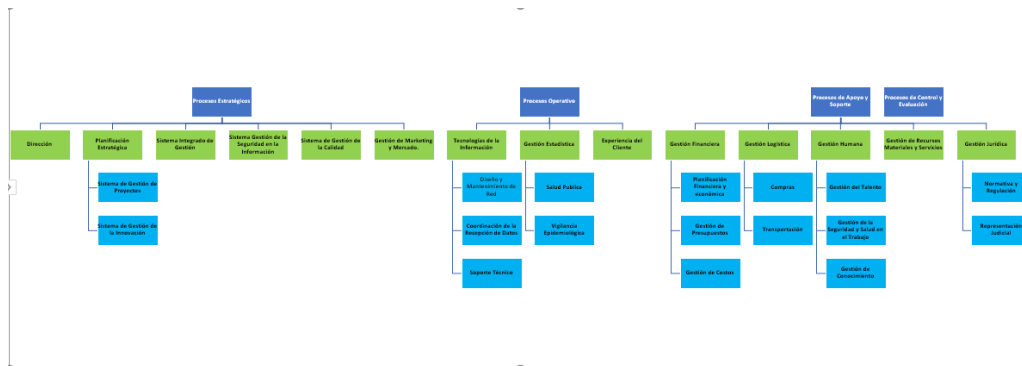 Procesos Estratégicos
Procesos Operativa
Procesos de Apoyo y
Soporte
Procesos de Control y
Evaluación
Dirección
Planificación
Estratégica
Sistema Integrada de
Gestión
Sistema Gestión de la
Seguridad en la
Información
Sistema de Gestión de
la Calidad
Gestión de Marketing
y Mercado.
Tecnologías de la
Información
Gestión Estadística
Experiencia del
Cliente
Gestión Financiera
Gestión Logística
Gestión Humana
Gestión de Recursos
Materiales y Servicios
Gestión Jurídica
Sistema de Gestión de
Proyectos
Sistema de Gestión de
la Innovación
Diseño y
Mantenimiento de
Red
Coordinación de la
Recepción de Datos
Soporte Técnico
Salud Publica
Vigilancia
Epidemiológica
Planificación
Financiera y
económica
Gestión de
Presupuestos
Gestión de Costos
Compras
Transportación
Gestión del Talento
Gestión de la
Seguridad y Salud en
el Trabajo
Gestión de
Conocimiento
Normativa y
Regulación
Representación
Judicial